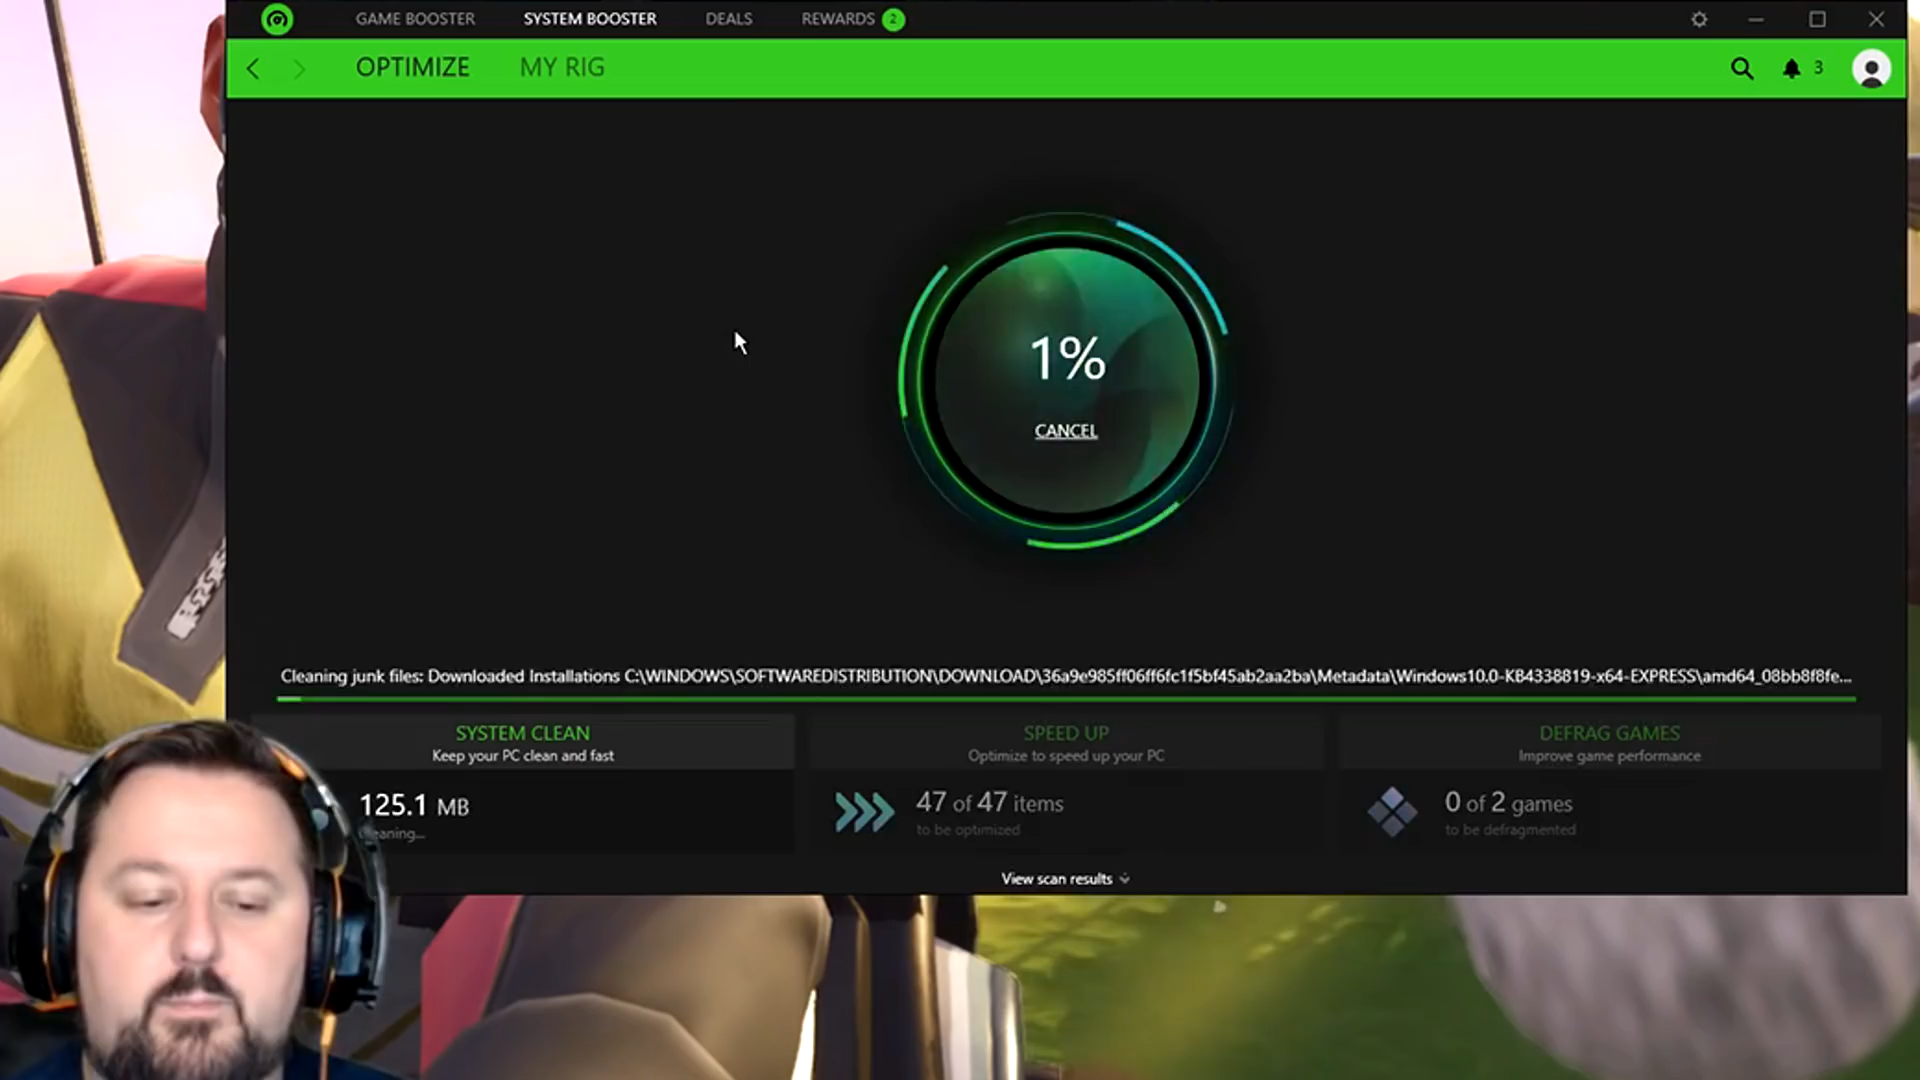 GAME BOOSTER SYSTEM BOOSTER DEALS REWARDS 2
OPTIMIZE MY RIG 3
1%
CANCEL
Cleaning junk files: Downloaded Installations C:\WINDOWS\SOFTWAREDISTRIBUTION\DOWNLOAD\36a9e985ff06ff6fc1f5bf45ab2aa2ba\Metadata\Windows10.0-KB4338819-x64-EXPRESS\amd64_08bb8f8fe...
SYSTEM CLEAN
Keep your PC clean and fast
125.1 MB
eaning...
SPEED UP
Optimize to speed up your PC
47 of 47 items
to be optimized
DEFRAG GAMES
Improve game performance
0 of 2 games
to be defragmented
View scan results